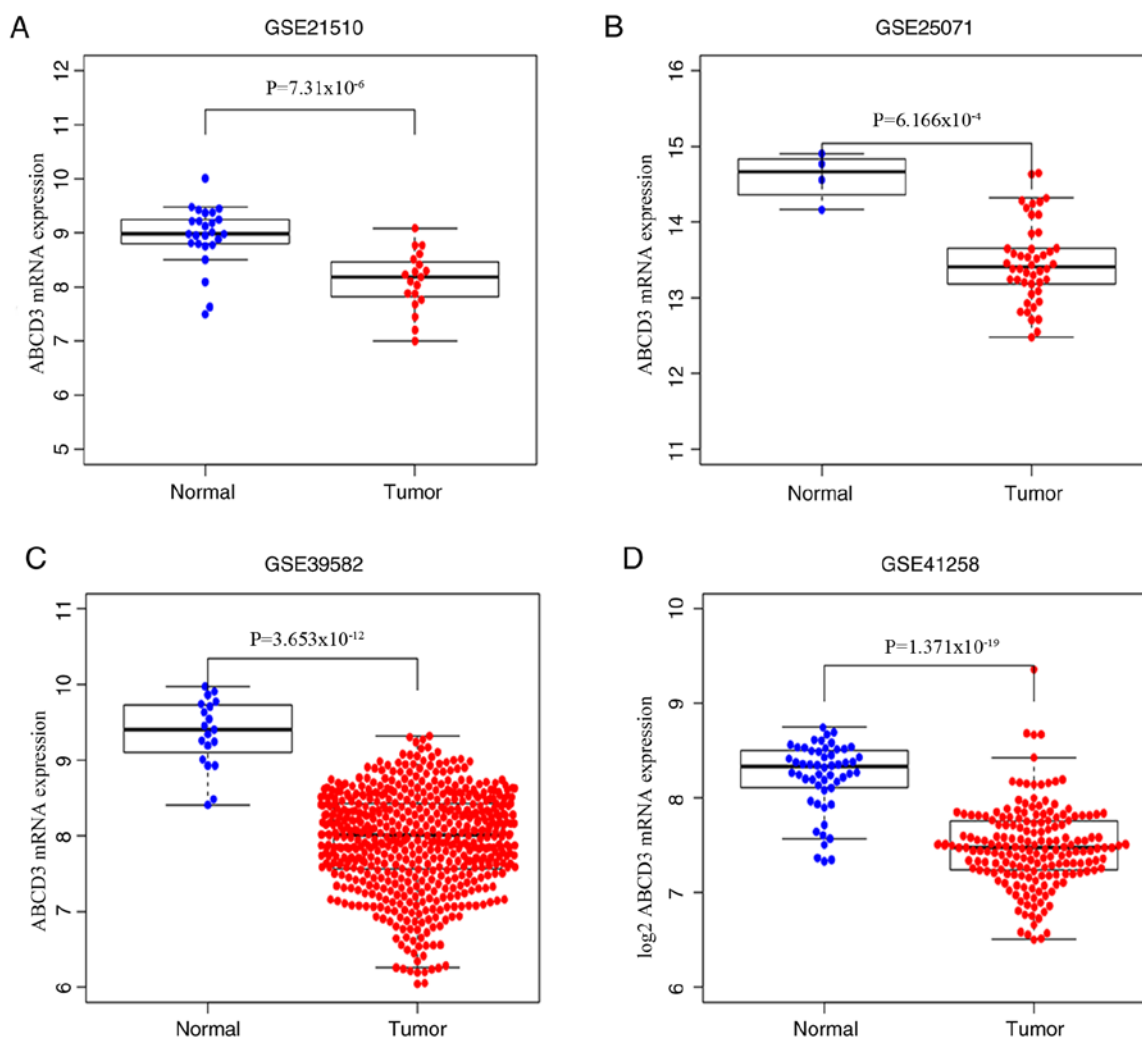 A
GSE21510
P=7.31x10-6
ABCD3 mRNA expression
12
11
10
9
8
7
6
5
Normal Tumor
B
GSE25071
P=6.166x10-4
ABCD3 mRNA expression
16
15
14
13
12
11
Normal Tumor
C
GSE39582
P=3.653x10-12
ABCD3 mRNA expression
11
10
9
8
7
6
Normal Tumor
D
GSE41258
P=1.371x10-19
log2 ABCD3 mRNA expression
10
9
8
7
6
Normal Tumor